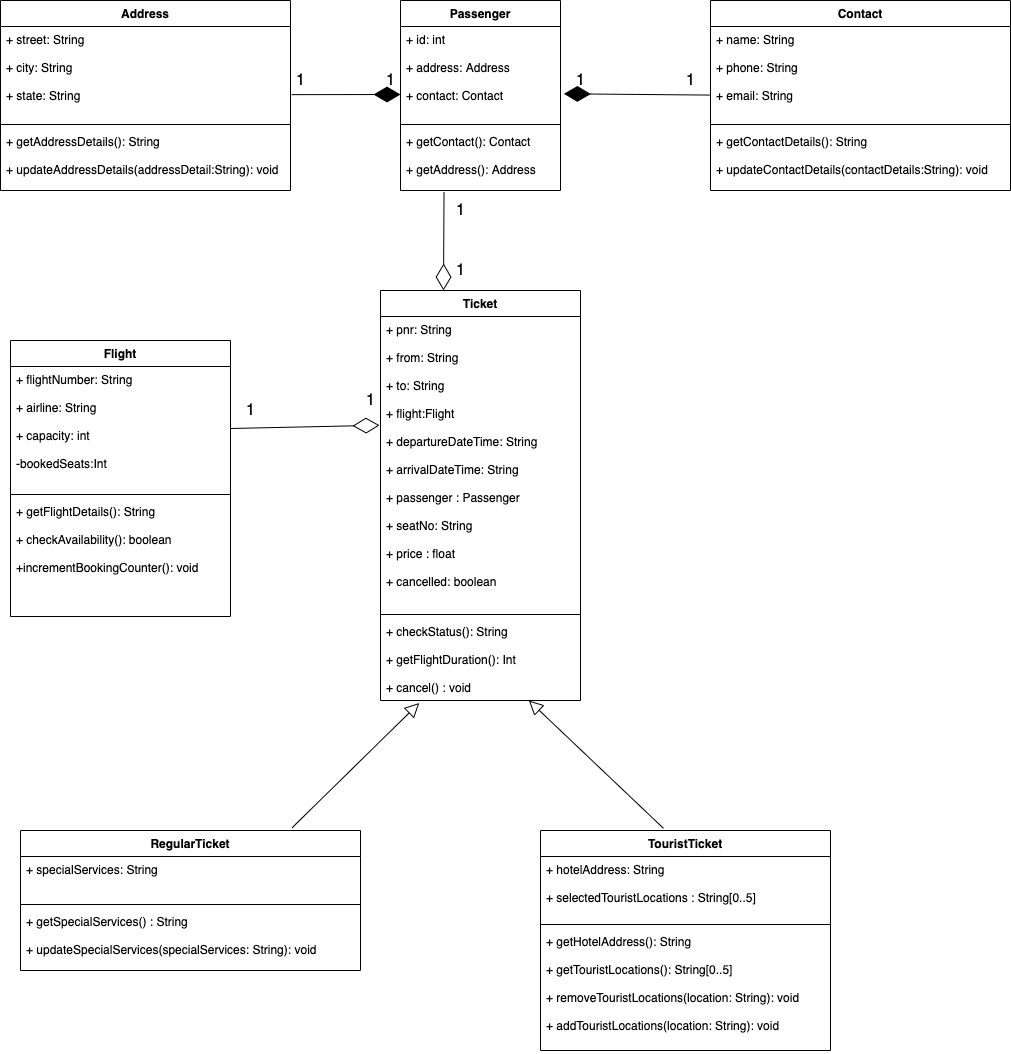 Address
+ street: String
+ city: String
+ state: String
+ getAddressDetails(): String
+ updateAddressDetails(addressDetail:String): void
1
1
Passenger
+ id: int
+ address: Address
+ contact: Contact
+ getContact(): Contact
+ getAddress(): Address
1
1
Contact
+ name: String
+ phone: String
+ email: String
+ getContactDetails(): String
+ updateContactDetails(contactDetails:String): void
1
1
Flight
+ flightNumber: String
+ airline: String
+ capacity: int
-bookedSeats:Int
+ getFlightDetails(): String
+ checkAvailability(): boolean
+incrementBookingCounter(): void
1
1
Ticket
+ pnr: String
+ from: String
+ to: String
+ flight:Flight
+ departureDateTime: String
+ arrivalDateTime: String
+ passenger : Passenger
+ seatNo: String
+ price : float
+ cancelled: boolean
+ checkStatus(): String
+ getFlightDuration(): Int
+ cancel() : void
RegularTicket
+ specialServices: String
+ getSpecialServices() : String
+ updateSpecialServices(specialServices: String): void
TouristTicket
+ hotelAddress: String
+ selectedTouristLocations : String[0..5]
+ getHotelAddress(): String
+ getTouristLocations(): String[0..5]
+ removeTouristLocations(location: String): void
+ addTouristLocations(location: String): void